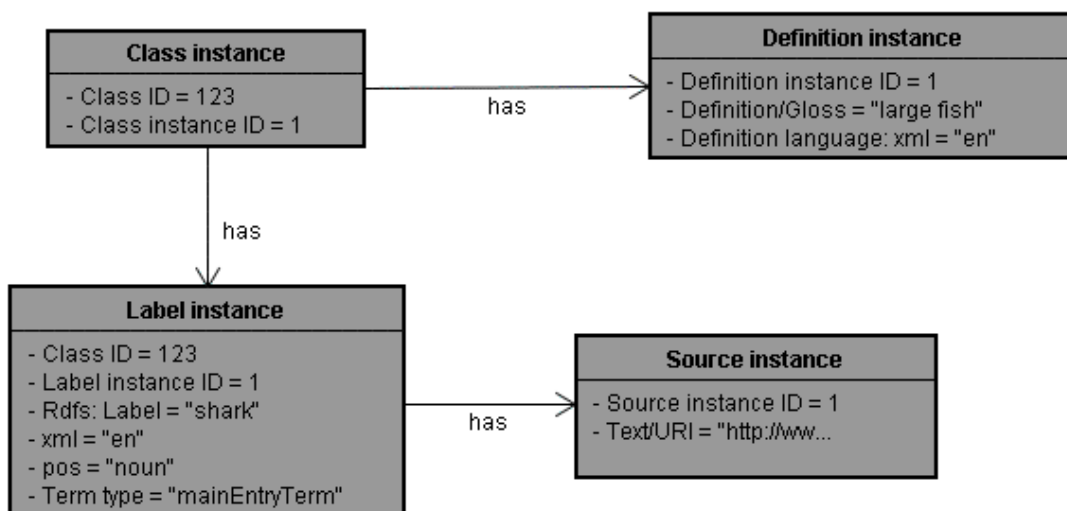 Class instance
- Class ID = 123
- Class instance ID = 1
has
Definition instance
- Definition instance ID = 1
- Definition/Gloss = "large fish"
- Definition language: xml = "en"
has
Label instance
- Class ID = 123
- Label instance ID = 1
- Rdfs: Label = "shark"
- xml = "en"
- pos = "noun"
- Term type = "mainEntryTerm"
has
Source instance
- Source instance ID = 1
- Text/URI = "http://ww...